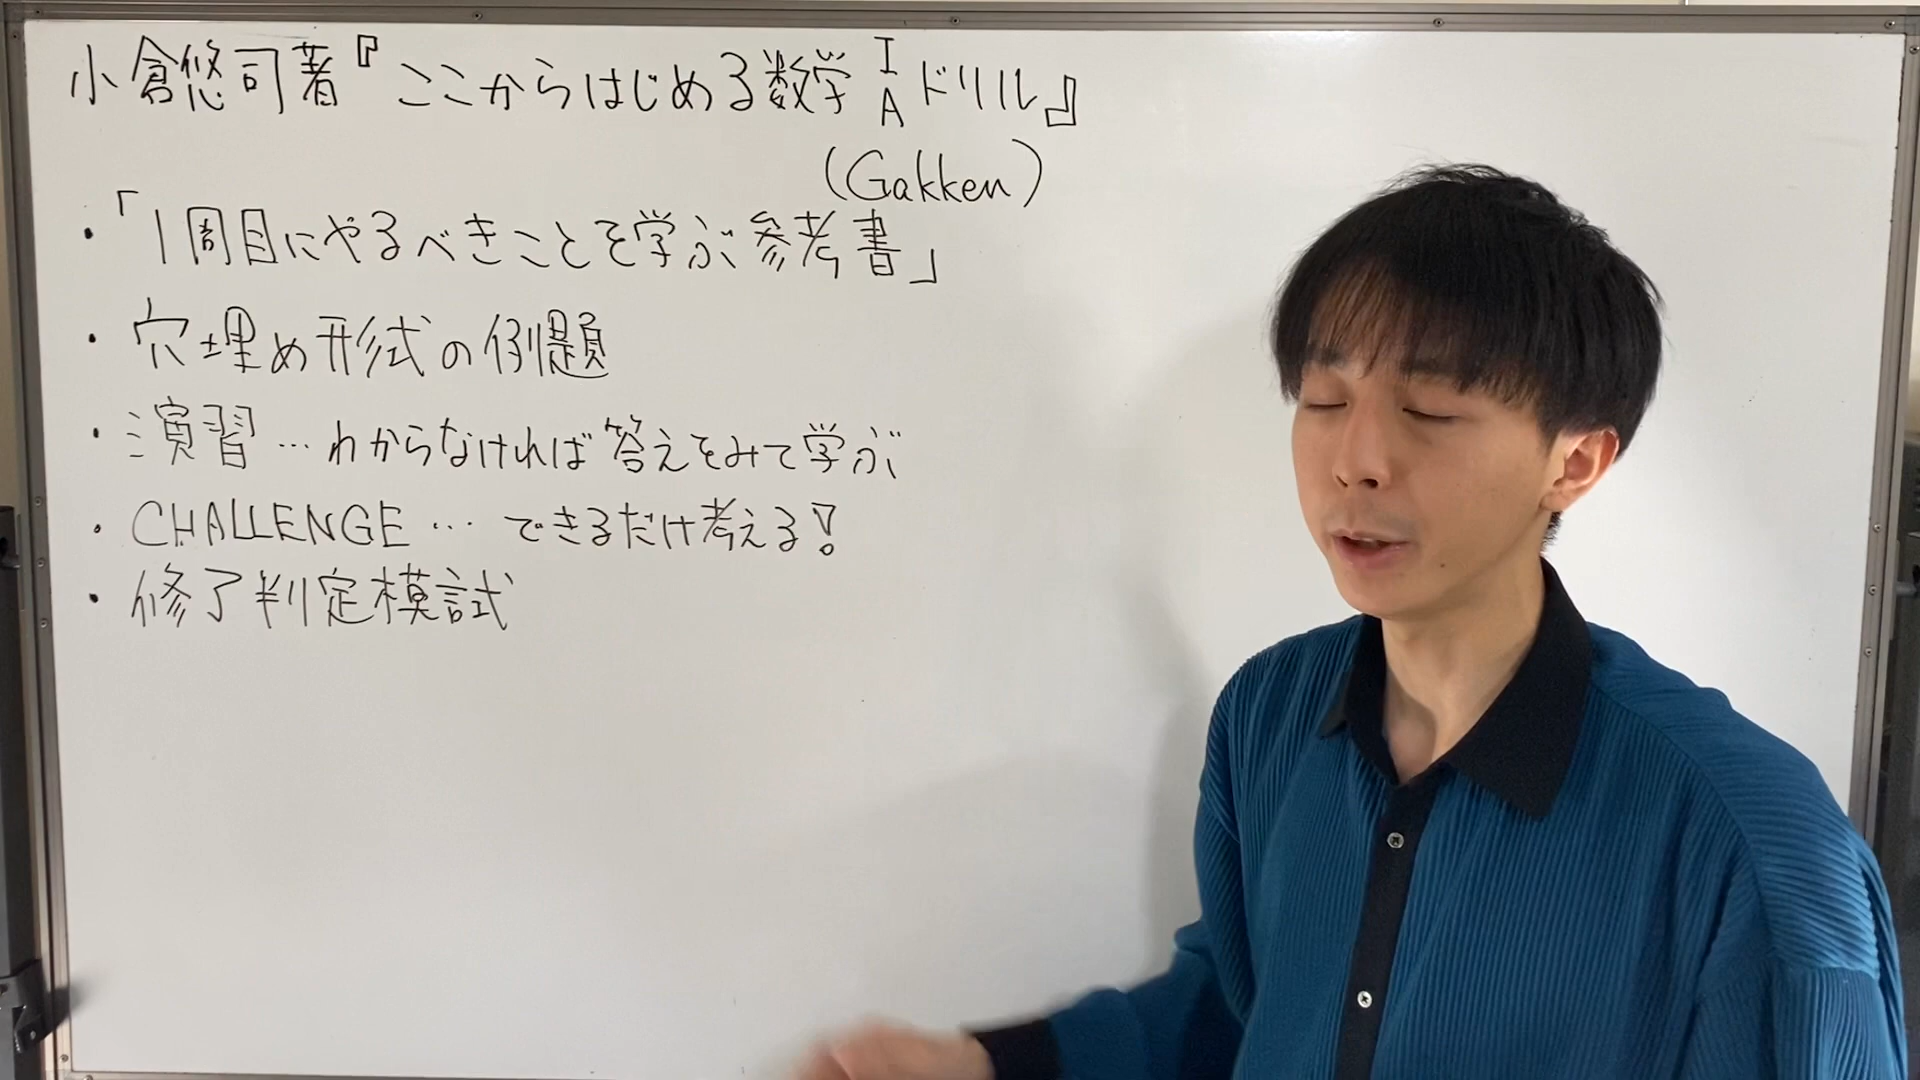 小倉悠司著『ここからはじめる数学ⅠAドリル』
(Gakken)
・「1周目にやるべきことを学ぶ参考書」
・穴埋め形式の例題
・演習…わからなければ答えをみて学ぶ
・CHALLENGE…できるだけ考える!
・修了判定模試